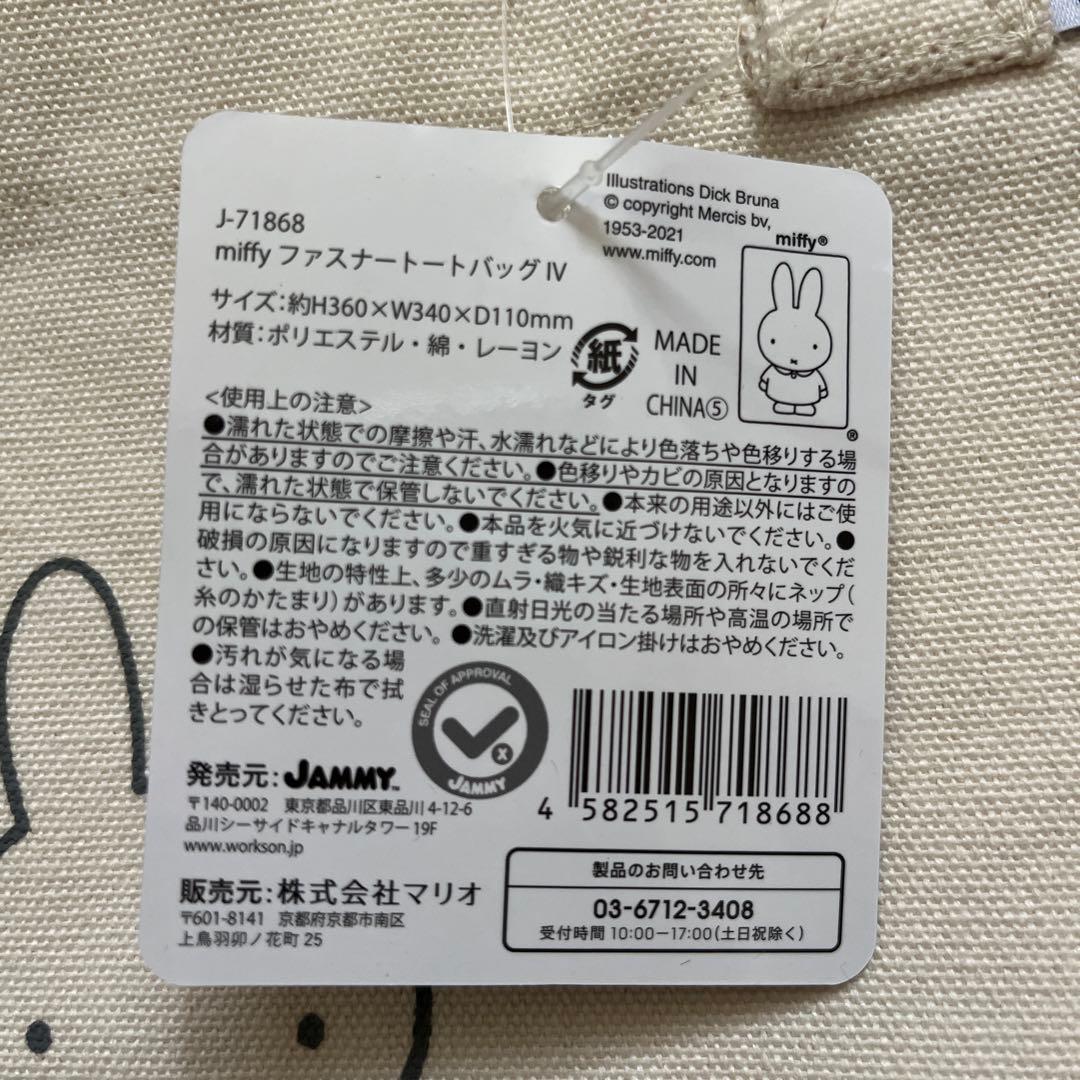 J-71868
miffy ファスナートートバッグ IV
サイズ：約H360×W340×D110mm
材質：ポリエステル・綿・レーヨン
Illustrations Dick Bruna
© copyright Mercis bv,
1953-2021
www.miffy.com
miffy®
紙
タグ
MADE
IN
CHINA⑤
®
<使用上の注意>
●濡れた状態での摩擦や汗、水濡れなどにより色落ちや色移りする場
合がありますのでご注意ください。●色移りやカビの原因となりますの
で、濡れた状態で保管しないでください。●本来の用途以外にはご使
用にならないでください。●本品を火気に近づけないでください。●
破損の原因になりますので重すぎる物や鋭利な物を入れないでくだ
さい。●生地の特性上、多少のムラ・織キズ・生地表面の所々にネップ（
糸のかたまり）があります。●直射日光の当たる場所や高温の場所で
の保管はおやめください。●洗濯及びアイロン掛けはおやめください。
●汚れが気になる場
合は湿らせた布で拭
きとってください。
SEAL OF APPROVAL
X
JAMMY
発売元：JAMMY™
〒140-0002 東京都品川区東品川 4-12-6
品川シーサイドキャナルタワー 19F
www.workson.jp
4 582515 718688
販売元：株式会社マリオ
〒601-8141 京都府京都市南区
上鳥羽卯ノ花町 25
製品のお問い合わせ先
03-6712-3408
受付時間 10:00－17:00（土日祝除く）